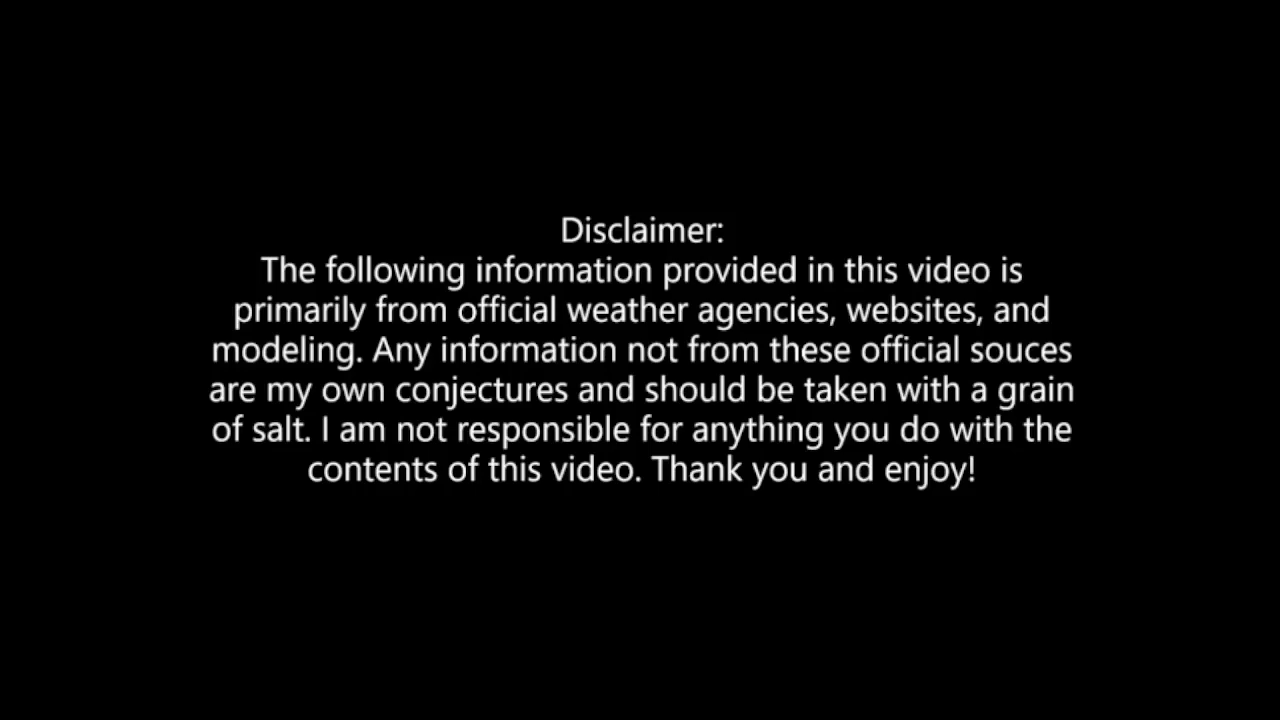 Disclaimer:
The following information provided in this video is
primarily from official weather agencies, websites, and
modeling. Any information not from these official souces
are my own conjectures and should be taken with a grain
of salt. I am not responsible for anything you do with the
contents of this video. Thank you and enjoy!